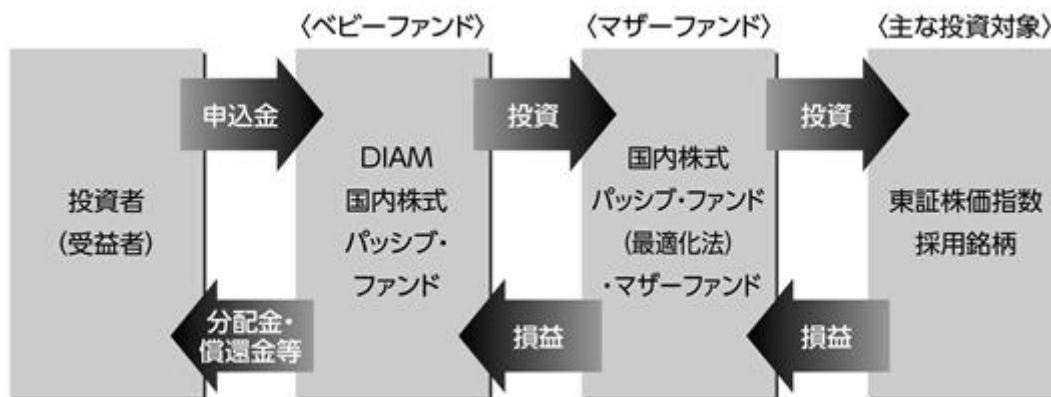 〈ベビーファンド〉
〈マザーファンド〉
〈主な投資対象〉
申込金
投資
投資
投資者
(受益者)
DIAM
国内株式
パッシブ・
ファンド
国内株式
パッシブ・ファンド
(最適化法)
・マザーファンド
東証株価指数
採用銘柄
分配金・
償還金等
損益
損益